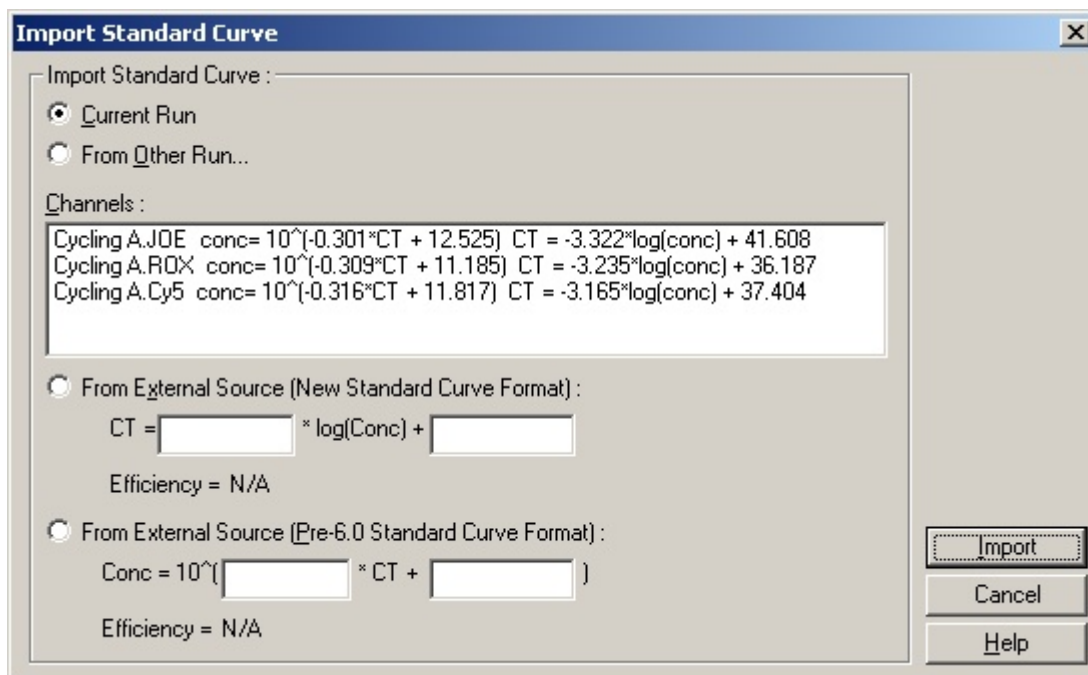 Import Standard Curve
Import Standard Curve :
Current Run
From Other Run...
Channels :
Cycling A.JOE conc= 10^(-0.301*CT + 12.525) CT = -3.322*log(conc) + 41.608
Cycling A.ROX conc= 10^(-0.309*CT + 11.185) CT = -3.235*log(conc) + 36.187
Cycling A.Cy5 conc= 10^(-0.316*CT + 11.817) CT = -3.165*log(conc) + 37.404
From External Source (New Standard Curve Format) :
CT = * log(Conc) +
Efficiency = N/A
From External Source (Pre-6.0 Standard Curve Format) :
Conc = 10^( * CT + )
Efficiency = N/A
Import
Cancel
Help